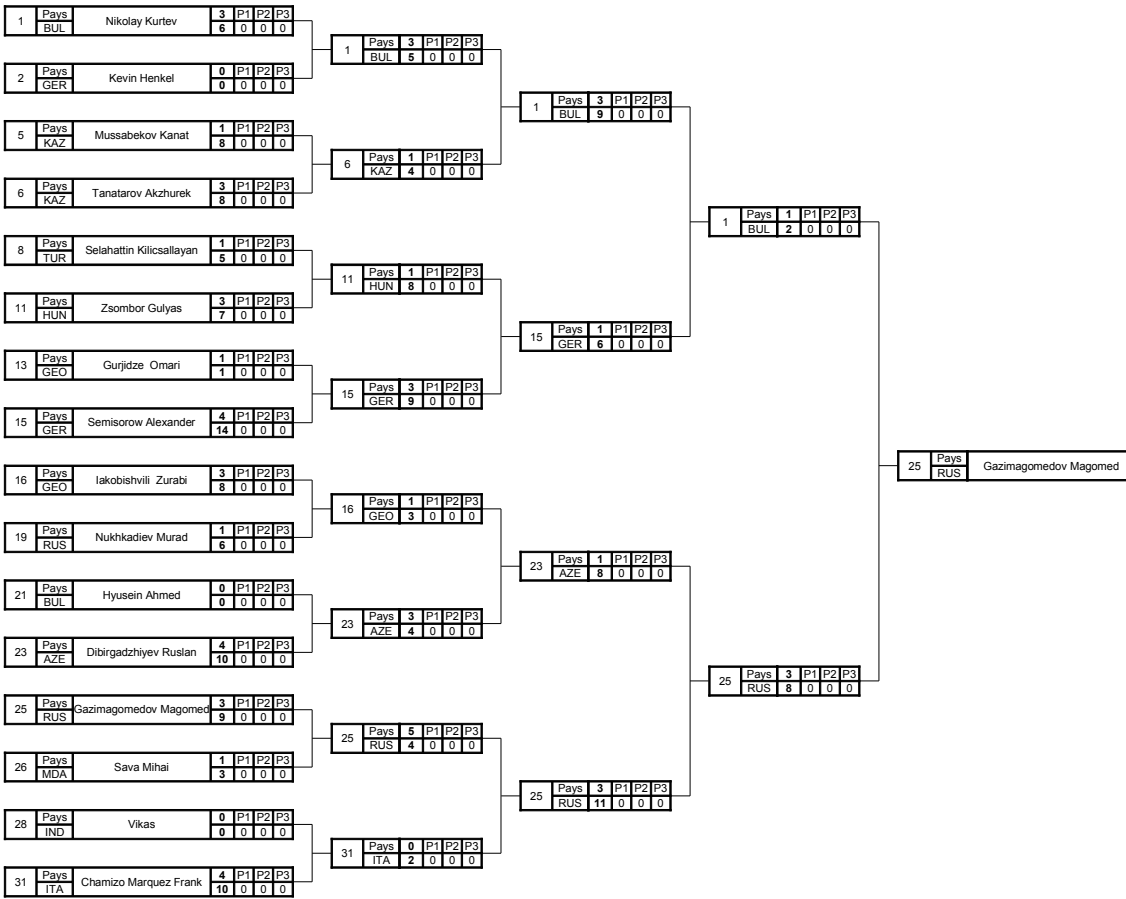 1 Pays Nikolay Kurtev 3 P1 P2 P3
BUL 6 0 0 0
2 Pays Kevin Henkel 0 P1 P2 P3
GER 0 0 0 0
5 Pays Mussabekov Kanat 1 P1 P2 P3
KAZ 8 0 0 0
6 Pays Tanatarov Akzhurek 3 P1 P2 P3
KAZ 8 0 0 0
8 Pays Selahattin Kilicsallayan 1 P1 P2 P3
TUR 5 0 0 0
11 Pays Zsombor Gulyas 3 P1 P2 P3
HUN 7 0 0 0
13 Pays Gurjidze Omari 1 P1 P2 P3
GEO 1 0 0 0
15 Pays Semisorow Alexander 4 P1 P2 P3
GER 14 0 0 0
16 Pays Iakobishvili Zurabi 3 P1 P2 P3
GEO 8 0 0 0
19 Pays Nukhkadiev Murad 1 P1 P2 P3
RUS 6 0 0 0
21 Pays Hyusein Ahmed 0 P1 P2 P3
BUL 0 0 0 0
23 Pays Dibirgadzhiyev Ruslan 4 P1 P2 P3
AZE 10 0 0 0
25 Pays Gazimagomedov Magomed 3 P1 P2 P3
RUS 9 0 0 0
26 Pays Sava Mihai 1 P1 P2 P3
MDA 3 0 0 0
28 Pays Vikas 0 P1 P2 P3
IND 0 0 0 0
31 Pays Chamizo Marquez Frank 4 P1 P2 P3
ITA 10 0 0 0
1 Pays 3 P1 P2 P3
BUL 5 0 0 0
6 Pays 1 P1 P2 P3
KAZ 4 0 0 0
11 Pays 1 P1 P2 P3
HUN 8 0 0 0
15 Pays 3 P1 P2 P3
GER 9 0 0 0
16 Pays 1 P1 P2 P3
GEO 3 0 0 0
23 Pays 3 P1 P2 P3
AZE 4 0 0 0
25 Pays 5 P1 P2 P3
RUS 4 0 0 0
31 Pays 0 P1 P2 P3
ITA 2 0 0 0
1 Pays 3 P1 P2 P3
BUL 9 0 0 0
15 Pays 1 P1 P2 P3
GER 6 0 0 0
23 Pays 1 P1 P2 P3
AZE 8 0 0 0
25 Pays 3 P1 P2 P3
RUS 11 0 0 0
1 Pays 1 P1 P2 P3
BUL 2 0 0 0
25 Pays 3 P1 P2 P3
RUS 8 0 0 0
25 Pays Gazimagomedov Magomed
RUS